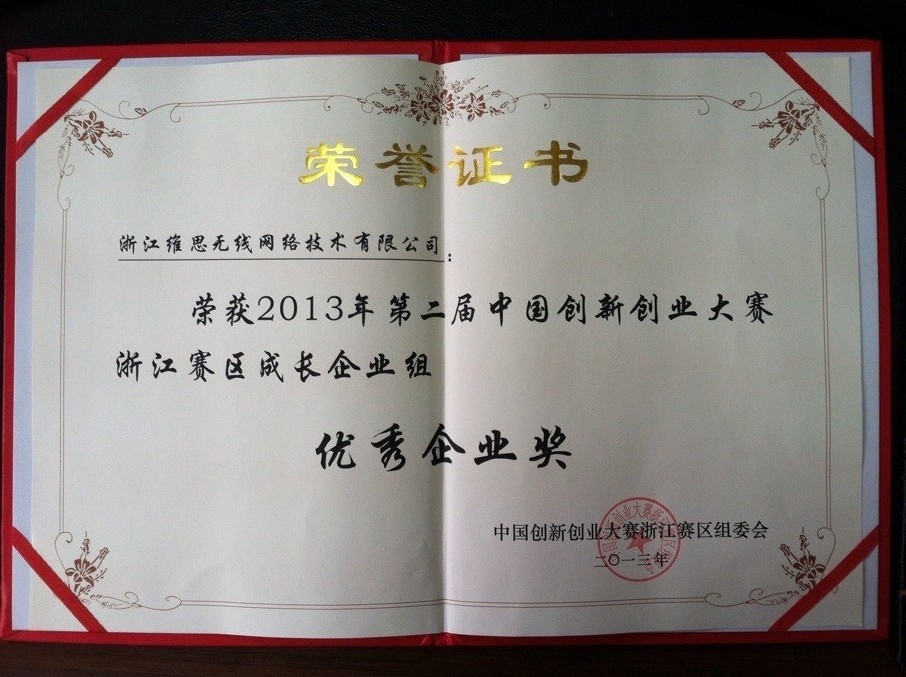 荣誉证书
浙江维思无线网络技术有限公司：
荣获2013年第二届中国创新创业大赛
浙江赛区成长企业组
优秀企业奖
中国创新创业大赛浙江赛区组委会
二〇一三年